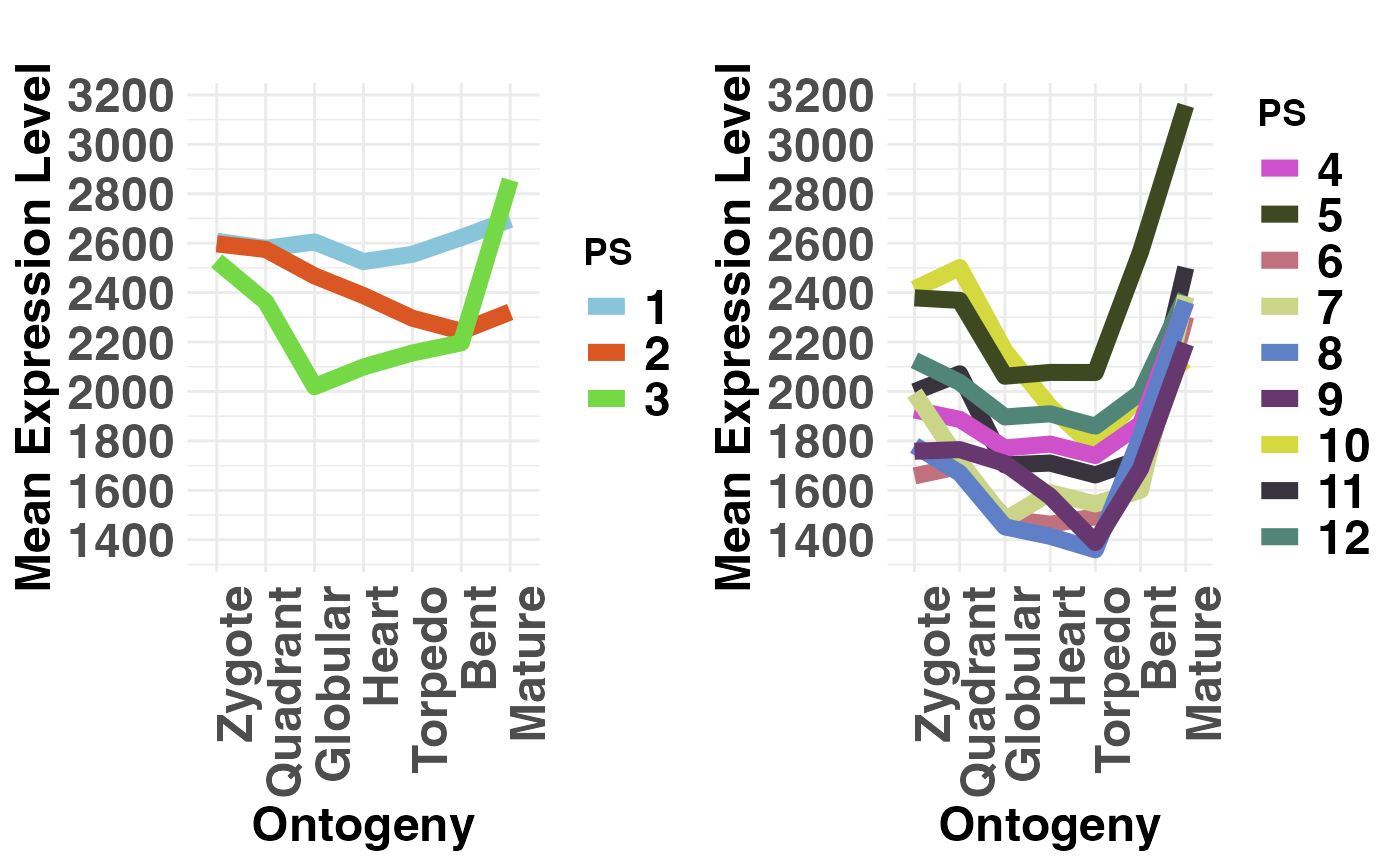 Mean Expression Level
3200
3000
2800
2600
2400
2200
2000
1800
1600
1400
Zygote
Quadrant
Globular
Heart
Torpedo
Bent
Mature
Ontogeny
PS
1
2
3
Mean Expression Level
3200
3000
2800
2600
2400
2200
2000
1800
1600
1400
Zygote
Quadrant
Globular
Heart
Torpedo
Bent
Mature
Ontogeny
PS
4
5
6
7
8
9
10
11
12